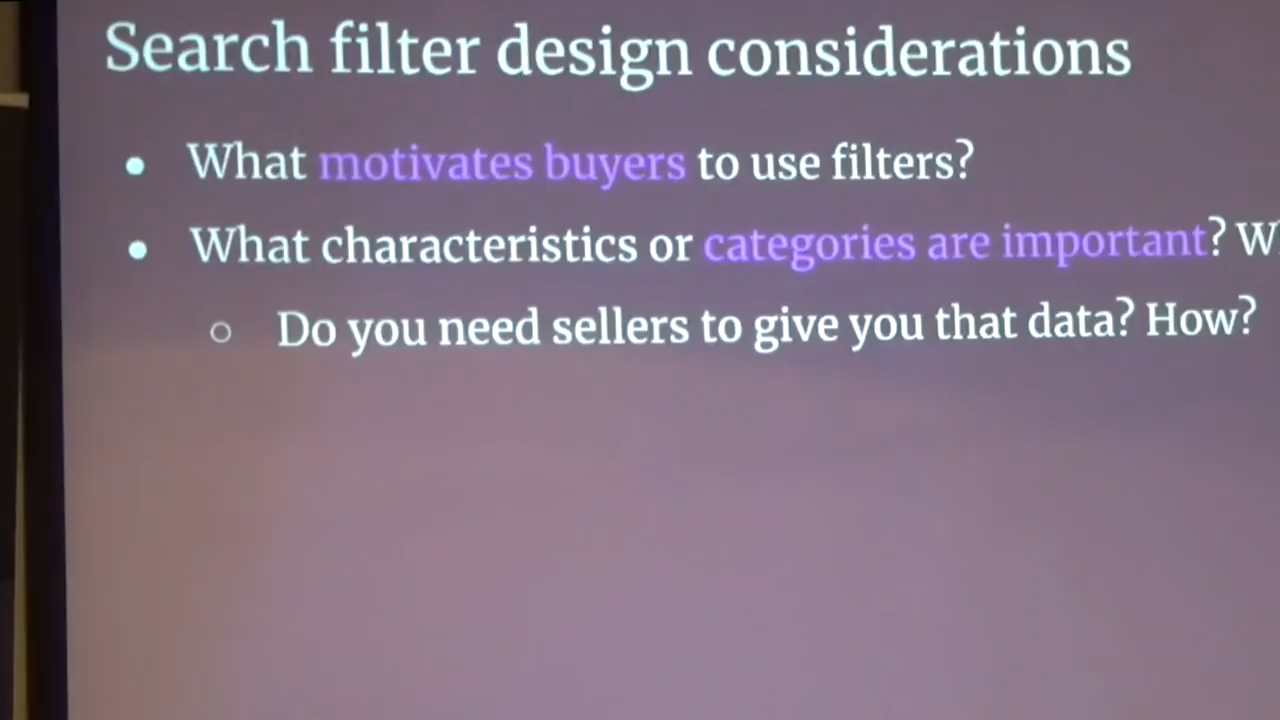 Search filter design considerations
• What motivates buyers to use filters?
• What characteristics or categories are important?
○ Do you need sellers to give you that data? How?